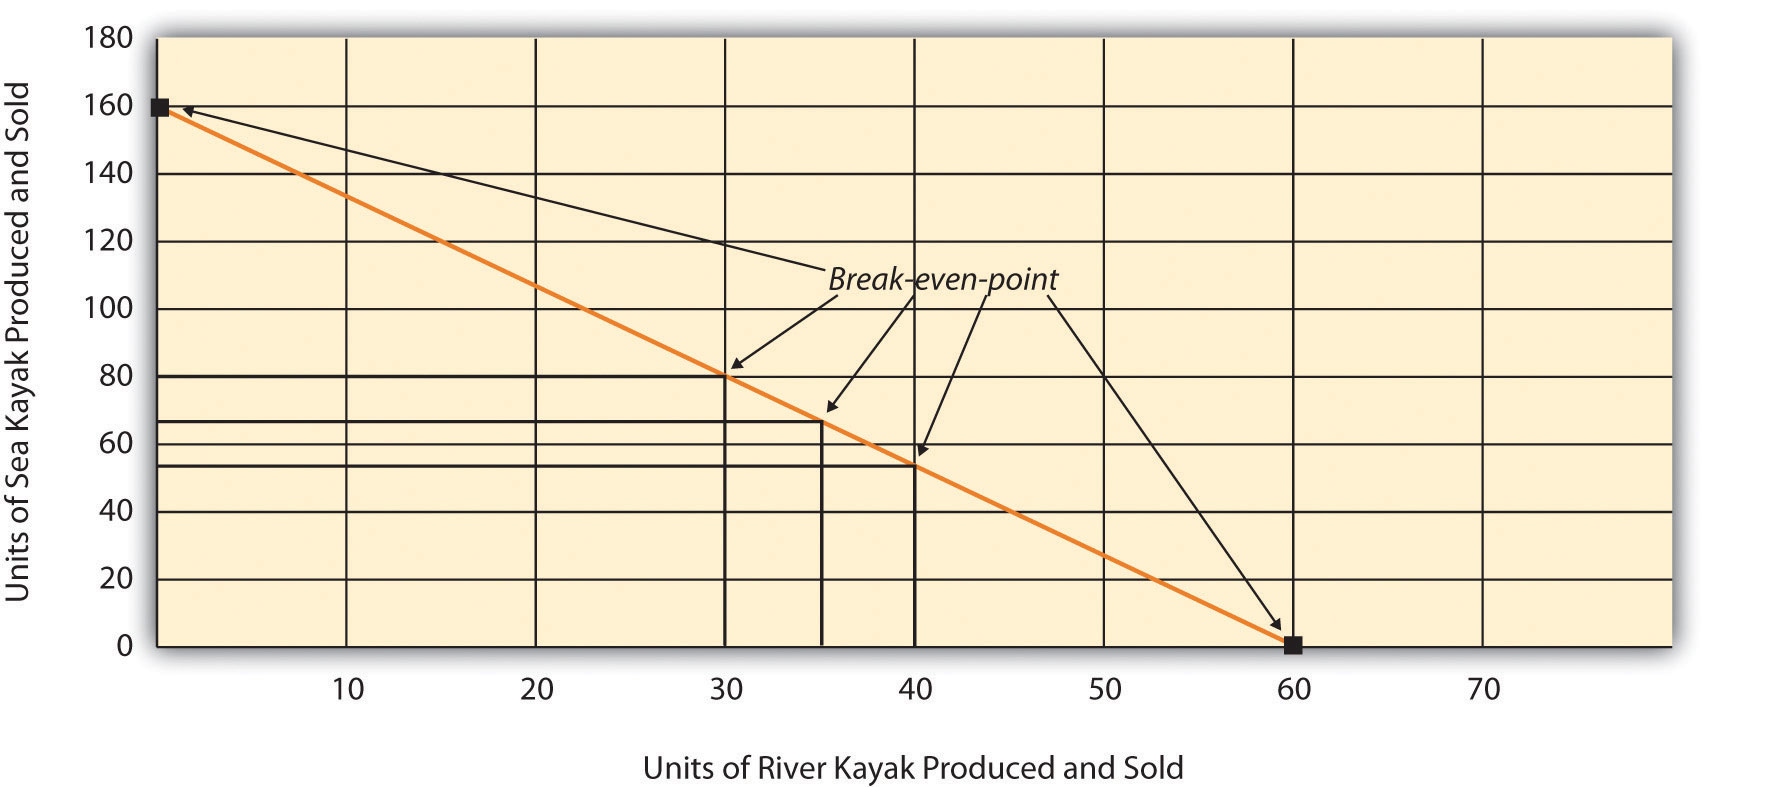 Units of Sea Kayak Produced and Sold
180
160
140
120
100
80
60
40
20
0
Break-even-point
10 20 30 40 50 60 70
Units of River Kayak Produced and Sold